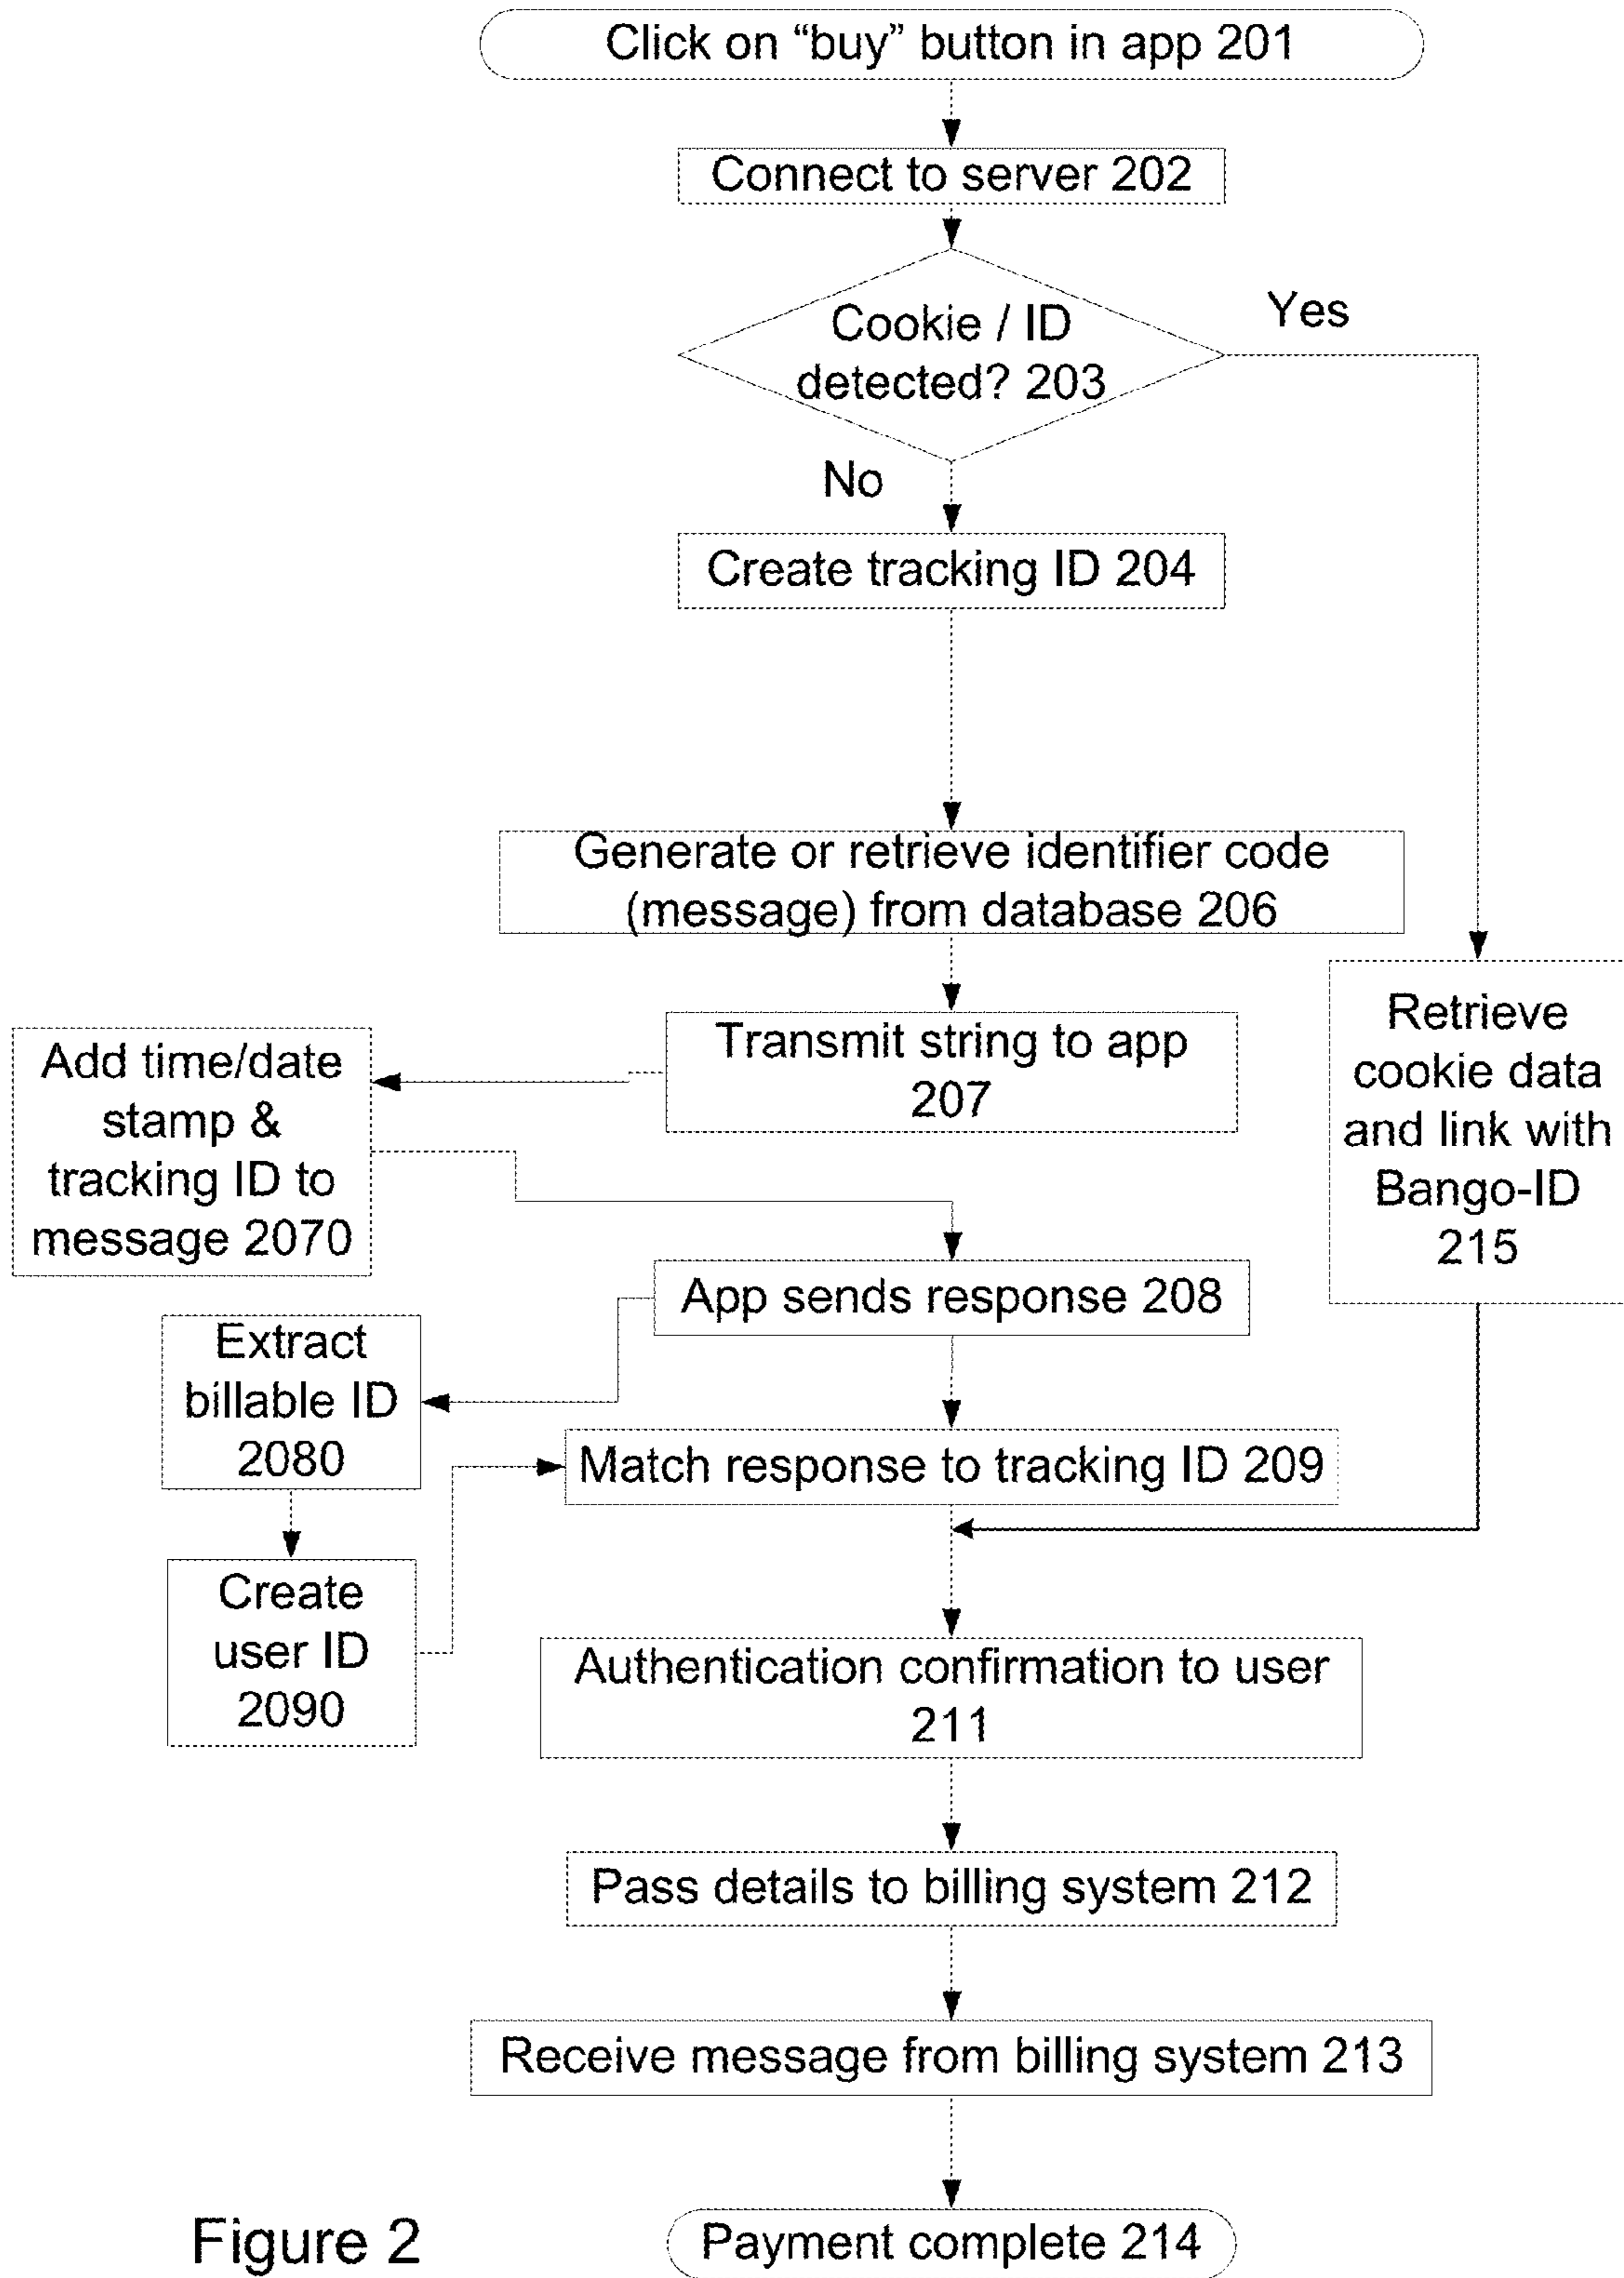 Click on “buy” button in app 201
Connect to server 202
Cookie / ID
detected? 203
Yes
No
Create tracking ID 204
Generate or retrieve identifier code
(message) from database 206
Transmit string to app
207
Add time/date
stamp &
tracking ID to
message 2070
Retrieve
cookie data
and link with
Bango-ID
215
App sends response 208
Extract
billable ID
2080
Match response to tracking ID 209
Create
user ID
2090
Authentication confirmation to user
211
Pass details to billing system 212
Receive message from billing system 213
Payment complete 214
Figure 2